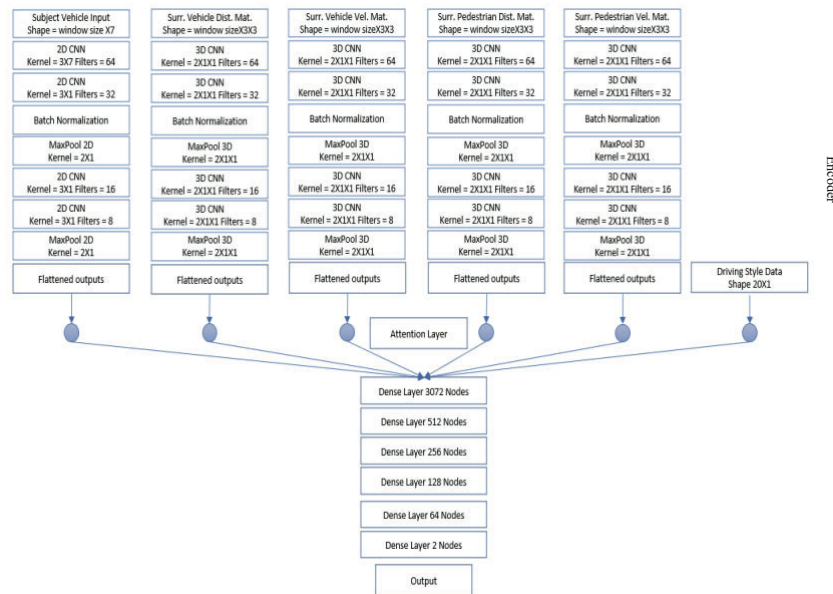 Subject Vehicle Input
Shape = window size X7
2D CNN
Kernel = 3X7 Filters = 64
2D CNN
Kernel = 3X1 Filters = 32
Batch Normalization
MaxPool 2D
Kernel = 2X1
2D CNN
Kernel = 3X1 Filters = 16
2D CNN
Kernel = 3X1 Filters = 8
MaxPool 2D
Kernel = 2X1
Flattened outputs
Surr. Vehicle Dist. Mat.
Shape = window sizeX3X3
3D CNN
Kernel = 2X1X1 Filters = 64
3D CNN
Kernel = 2X1X1 Filters = 32
Batch Normalization
MaxPool 3D
Kernel = 2X1X1
3D CNN
Kernel = 2X1X1 Filters = 16
3D CNN
Kernel = 2X1X1 Filters = 8
MaxPool 3D
Kernel = 2X1X1
Flattened outputs
Surr. Vehicle Vel. Mat.
Shape = window sizeX3X3
3D CNN
Kernel = 2X1X1 Filters = 64
3D CNN
Kernel = 2X1X1 Filters = 32
Batch Normalization
MaxPool 3D
Kernel = 2X1X1
3D CNN
Kernel = 2X1X1 Filters = 16
3D CNN
Kernel = 2X1X1 Filters = 8
MaxPool 3D
Kernel = 2X1X1
Flattened outputs
Surr. Pedestrian Dist. Mat.
Shape = window sizeX3X3
3D CNN
Kernel = 2X1X1 Filters = 64
3D CNN
Kernel = 2X1X1 Filters = 32
Batch Normalization
MaxPool 3D
Kernel = 2X1X1
3D CNN
Kernel = 2X1X1 Filters = 16
3D CNN
Kernel = 2X1X1 Filters = 8
MaxPool 3D
Kernel = 2X1X1
Flattened outputs
Surr. Pedestrian Vel. Mat.
Shape = window sizeX3X3
3D CNN
Kernel = 2X1X1 Filters = 64
3D CNN
Kernel = 2X1X1 Filters = 32
Batch Normalization
MaxPool 3D
Kernel = 2X1X1
3D CNN
Kernel = 2X1X1 Filters = 16
3D CNN
Kernel = 2X1X1 Filters = 8
MaxPool 3D
Kernel = 2X1X1
Flattened outputs
Driving Style Data
Shape 20X1
Encoder
Attention Layer
Dense Layer 3072 Nodes
Dense Layer 512 Nodes
Dense Layer 256 Nodes
Dense Layer 128 Nodes
Dense Layer 64 Nodes
Dense Layer 2 Nodes
Output